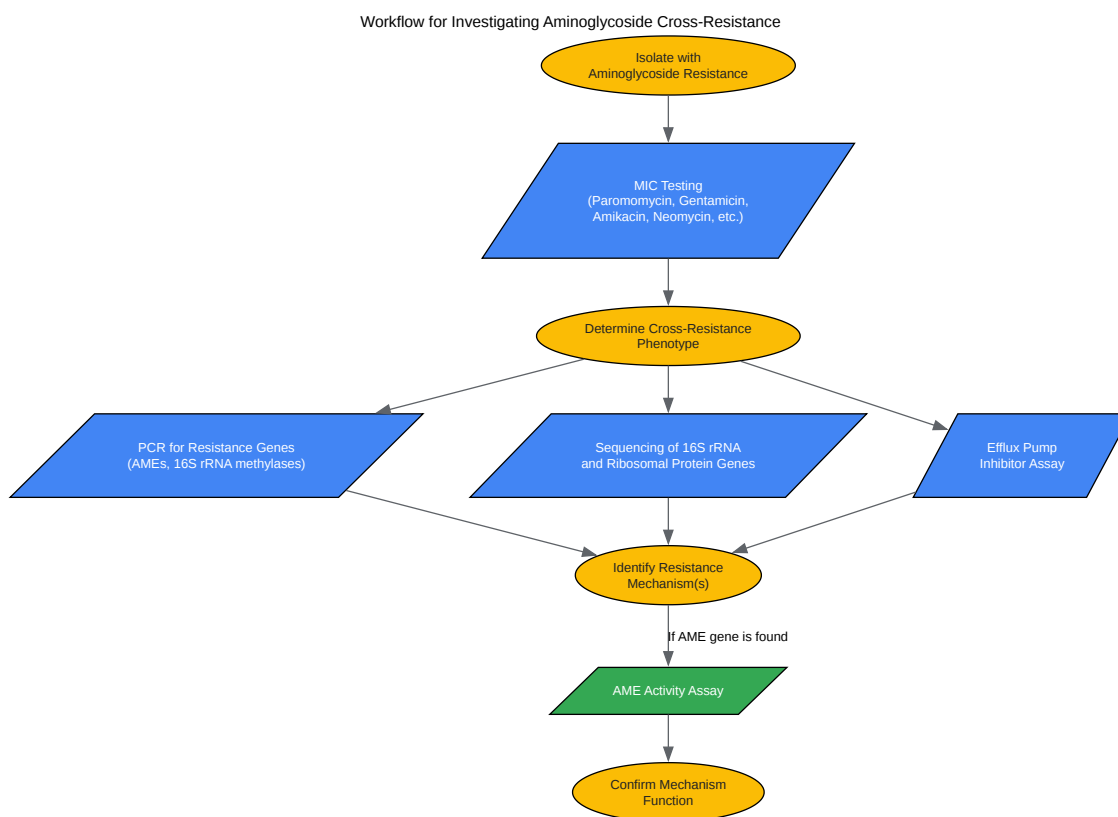 Workflow for Investigating Aminoglycoside Cross-Resistance
Isolate with
Aminoglycoside Resistance
MIC Testing
(Paromomycin, Gentamicin,
Amikacin, Neomycin, etc.)
Determine Cross-Resistance
Phenotype
PCR for Resistance Genes
(AMEs, 16S rRNA methylases)
Sequencing of 16S rRNA
and Ribosomal Protein Genes
Efflux Pump
Inhibitor Assay
Identify Resistance
Mechanism(s)
If AME gene is found
AME Activity Assay
Confirm Mechanism
Function